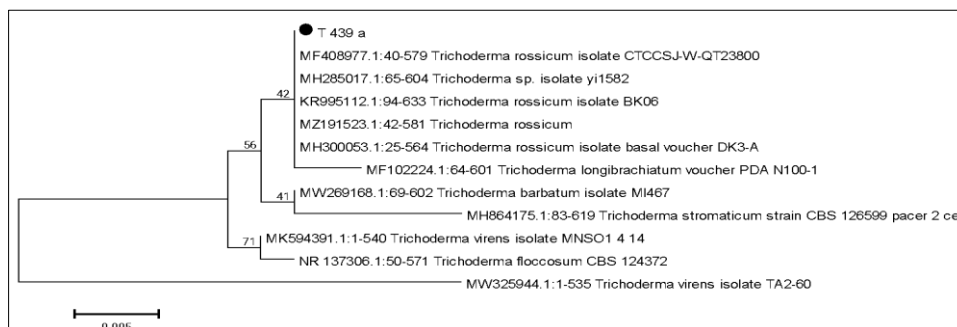 T 439 a
MF408977.1:40-579 Trichoderma rossicum isolate CTCCSJ-W-QT23800
MH285017.1:65-604 Trichoderma sp. isolate yi1582
42
KR995112.1:94-633 Trichoderma rossicum isolate BK06
MZ191523.1:42-581 Trichoderma rossicum
56
MH300053.1:25-564 Trichoderma rossicum isolate basal voucher DK3-A
MF102224.1:64-601 Trichoderma longibrachiatum voucher PDA N100-1
41
MW269168.1:69-602 Trichoderma barbatum isolate MI467
MH864175.1:83-619 Trichoderma stromaticum strain CBS 126599 pacer 2 ce
71
MK594391.1:1-540 Trichoderma virens isolate MNSO1 4 14
NR 137306.1:50-571 Trichoderma floccosum CBS 124372
MW325944.1:1-535 Trichoderma virens isolate TA2-60